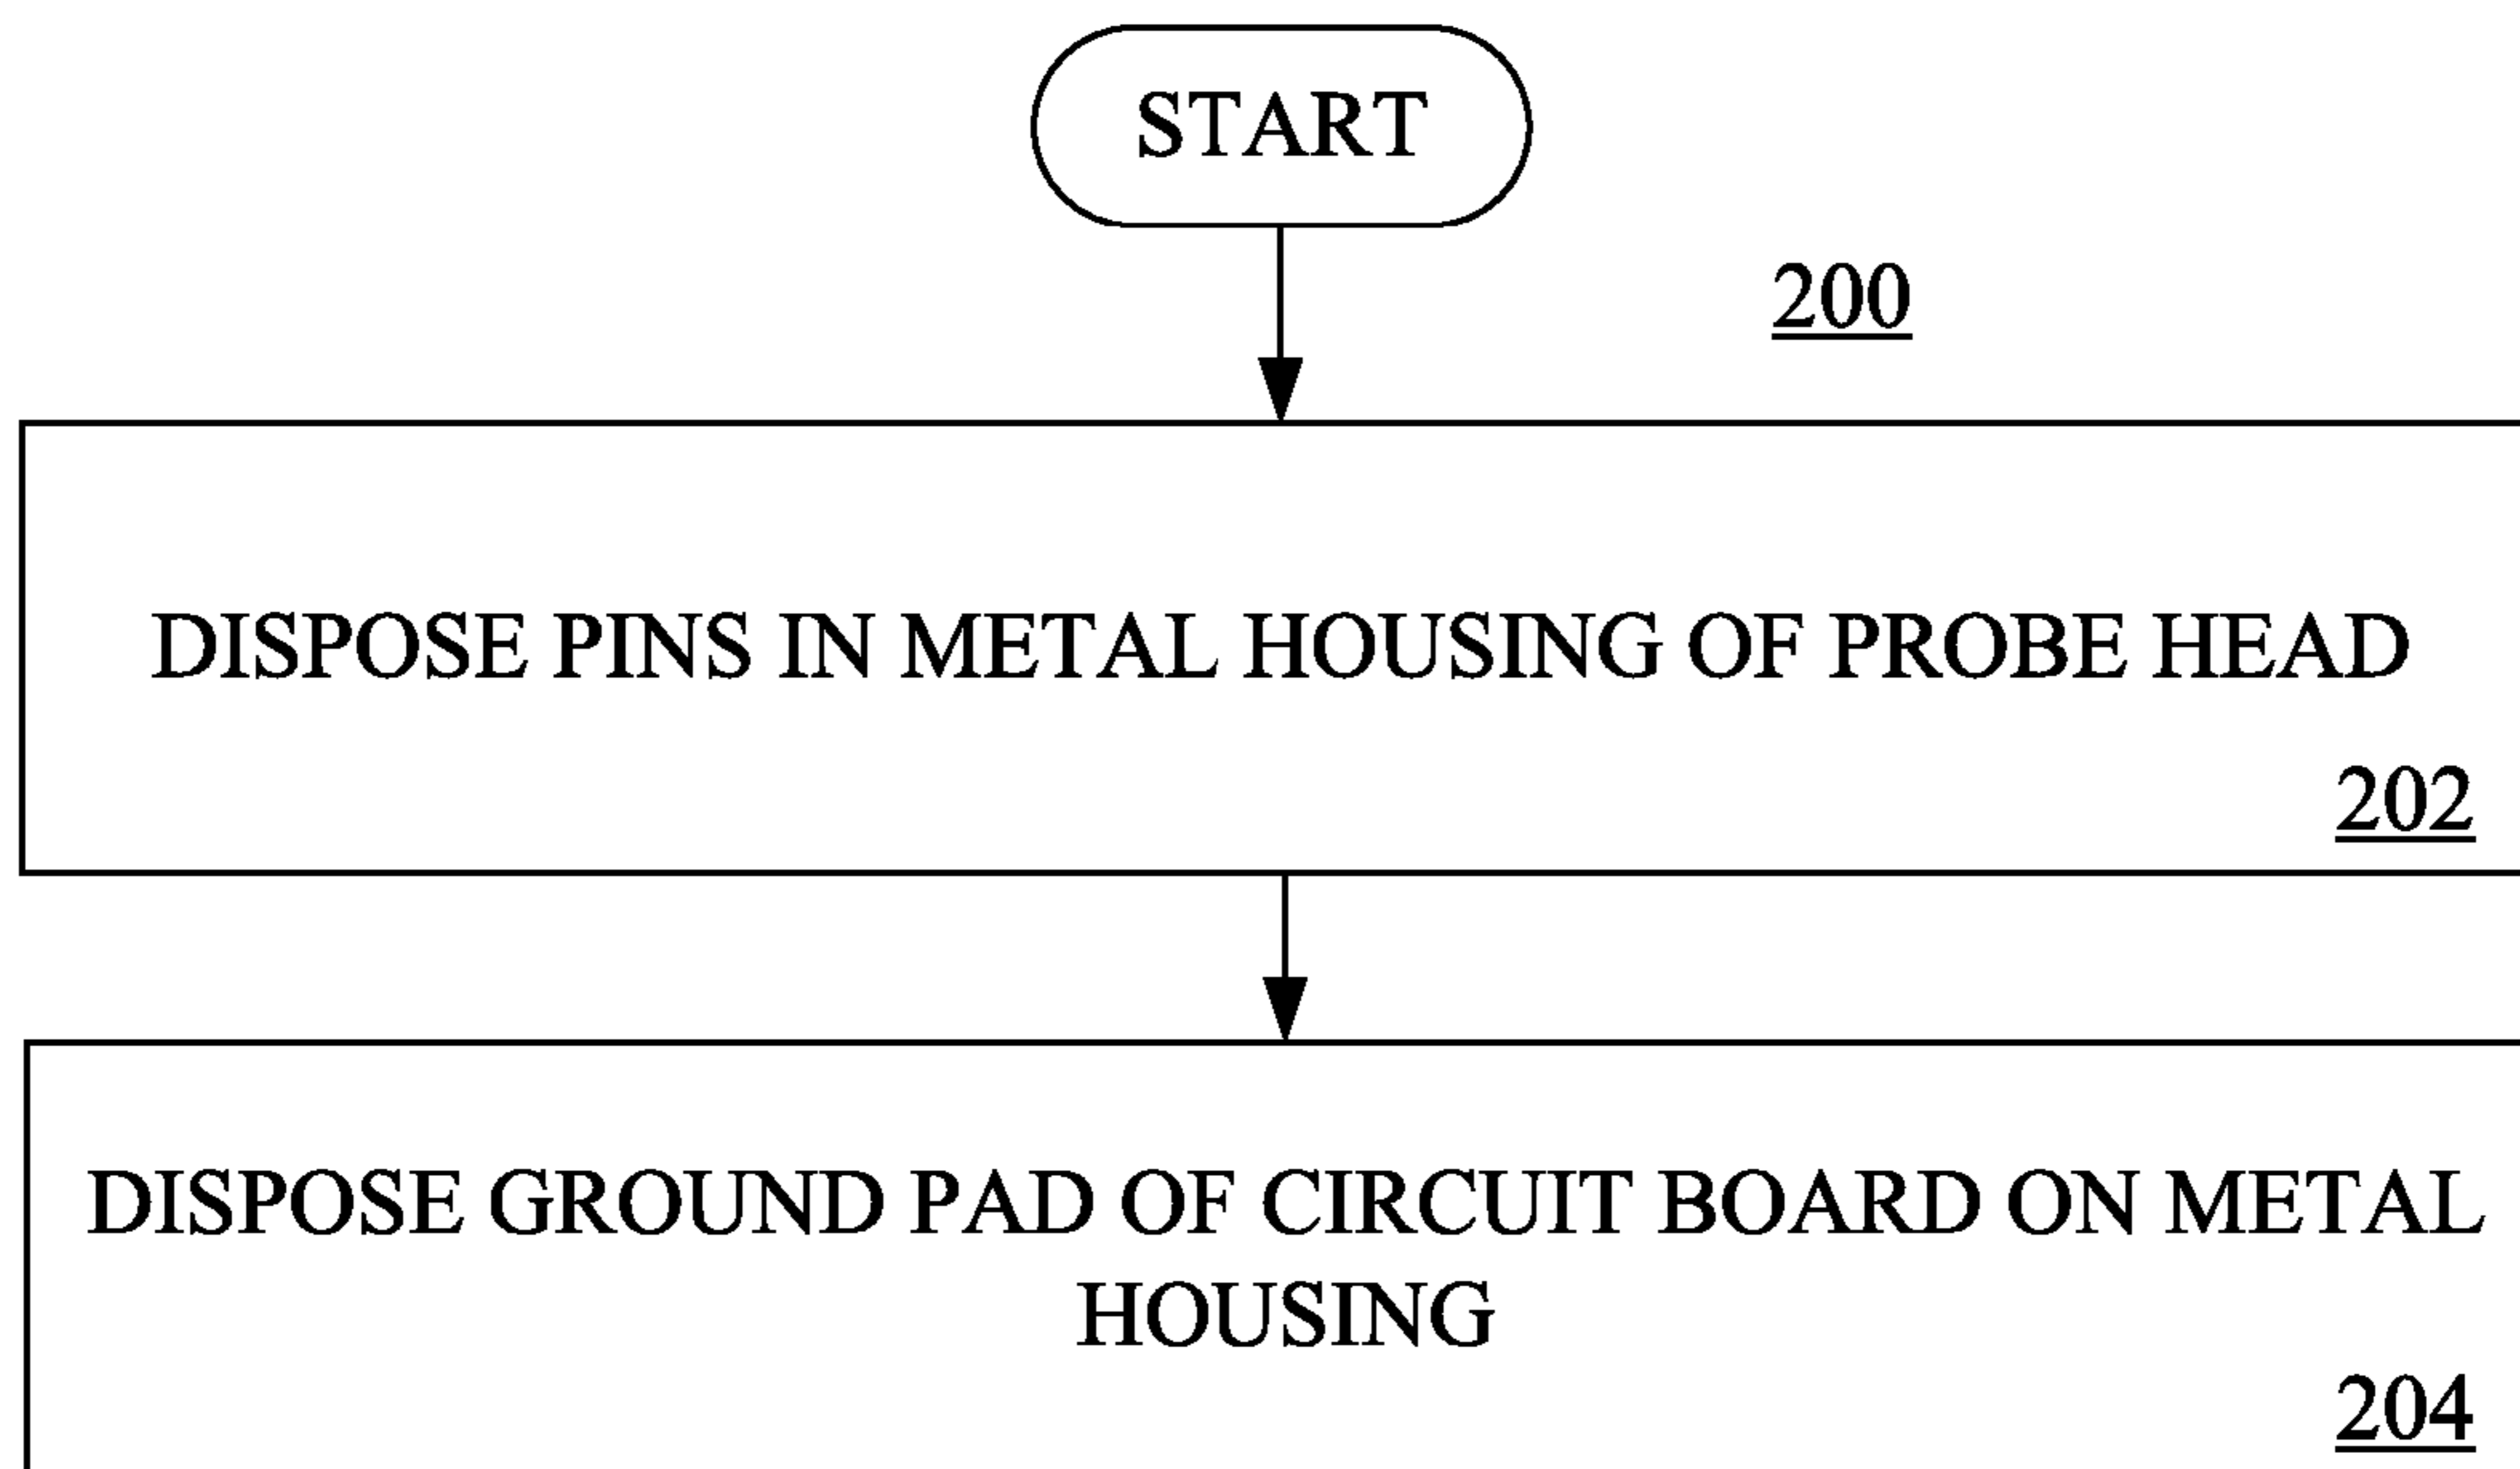 START
200
DISPOSE PINS IN METAL HOUSING OF PROBE HEAD
202
DISPOSE GROUND PAD OF CIRCUIT BOARD ON METAL
HOUSING
204